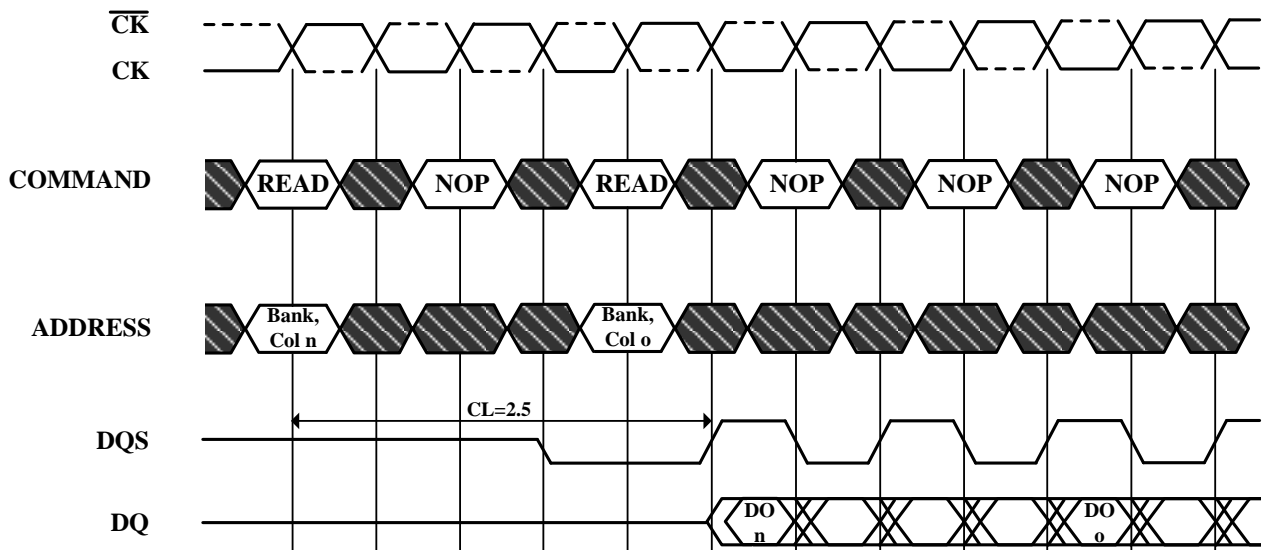 CK
CK
COMMAND READ NOP READ NOP NOP NOP
ADDRESS
Bank,
Col n
Bank,
Col o
CL=2.5
DQS
DQ
DO
n
DO
o